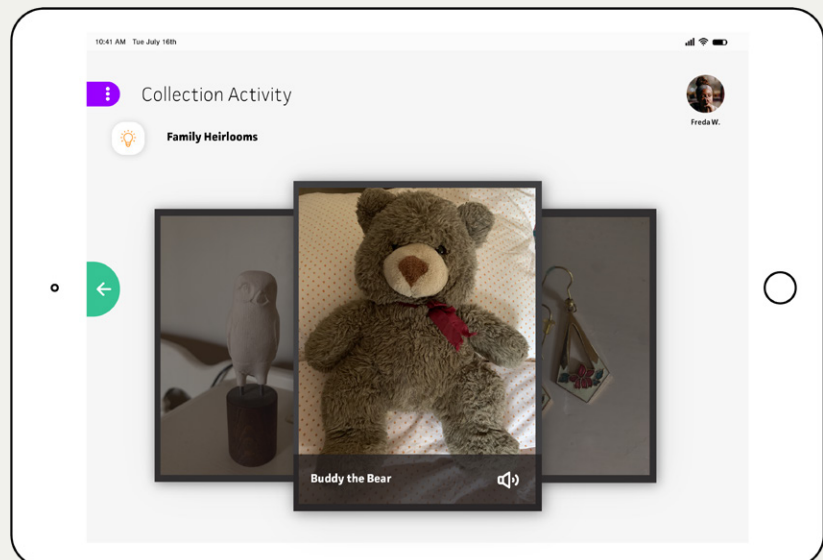 10:41 AM Tue July 16th
Collection Activity
Freda W.
Family Heirlooms
Buddy the Bear